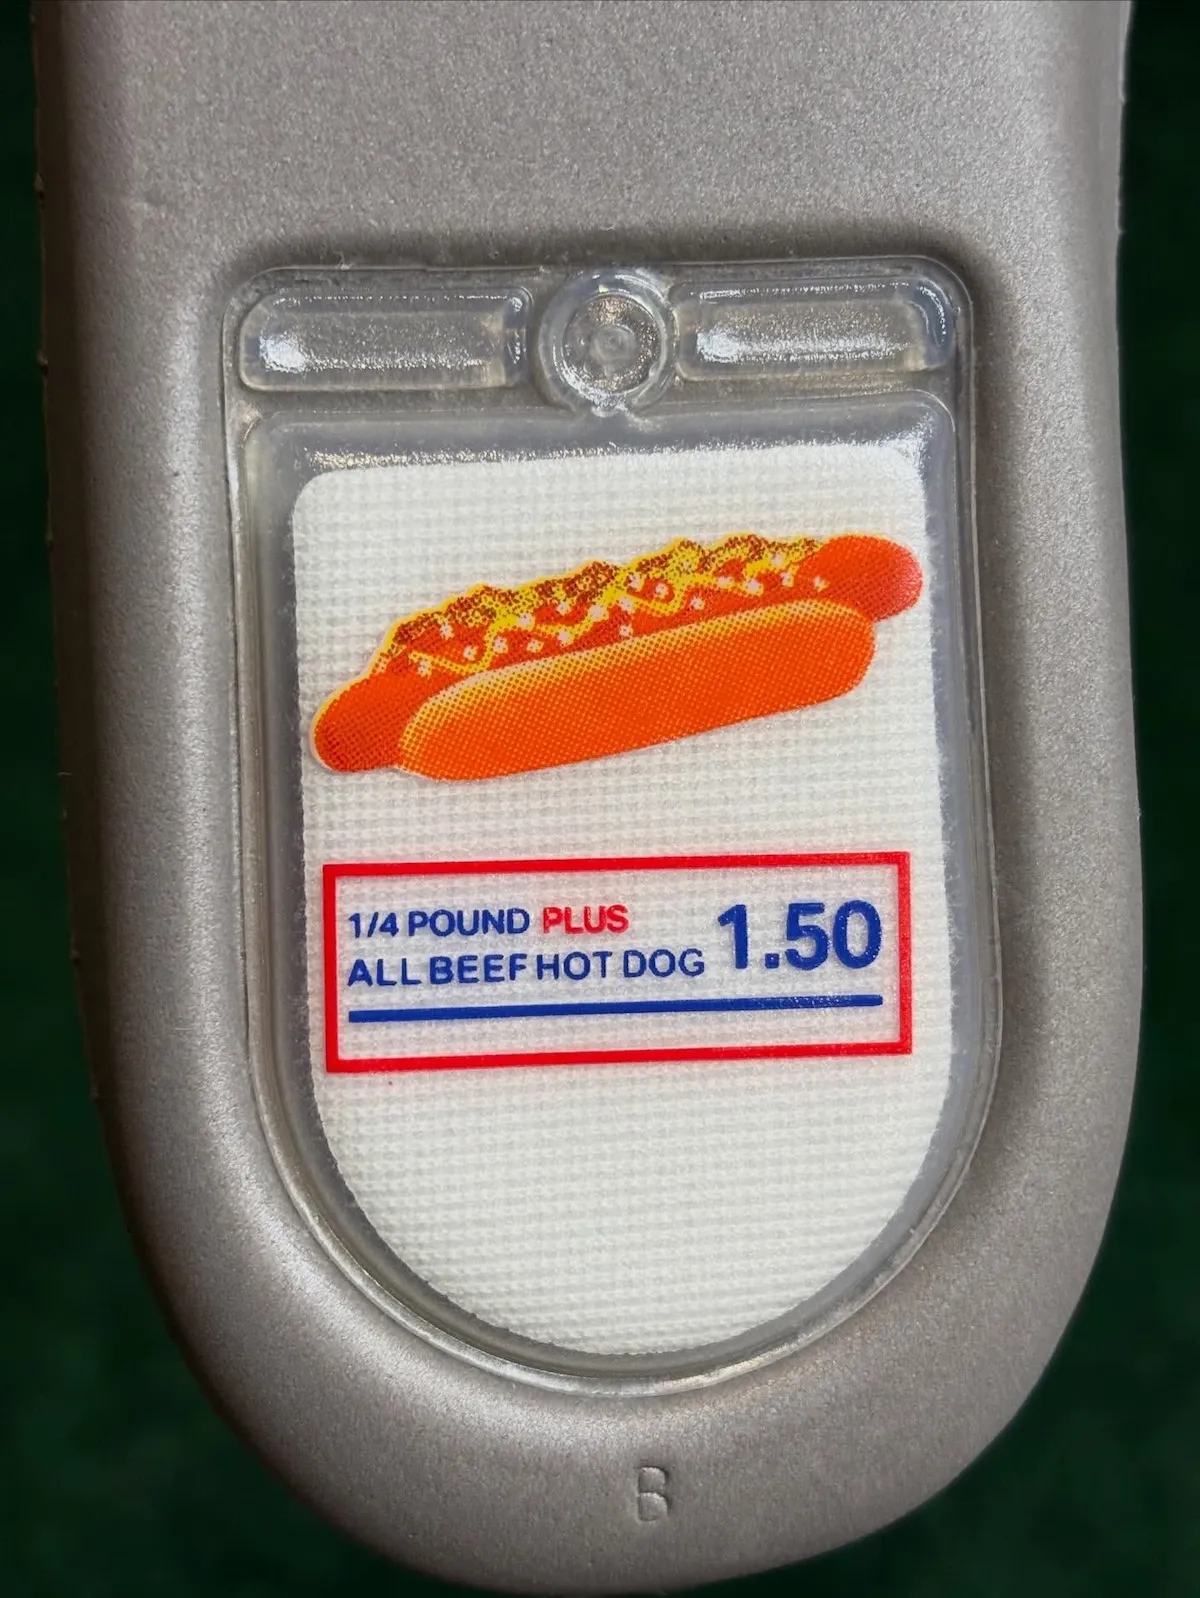 1/4 POUND PLUS
ALL BEEF HOT DOG 1.50
B